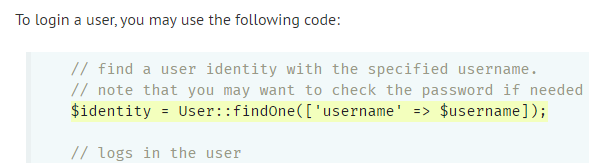 To login a user, you may use the following code:
// find a user identity with the specified username.
// note that you may want to check the password if needed
$identity = User::findOne(['username' => $username]);
// logs in the user